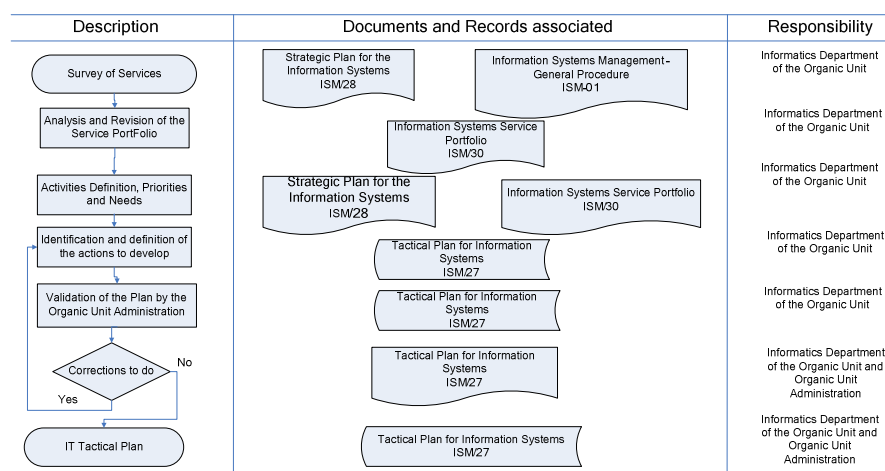 Description
Documents and Records associated
Responsibility
Survey of Services
Strategic Plan for the
Information Systems
ISM/28
Information Systems Management-
General Procedure
ISM-01
Informatics Department
of the Organic Unit
Analysis and Revision of the
Service PortFolio
Information Systems Service
Portfolio
ISM/30
Informatics Department
of the Organic Unit
Activities Definition, Priorities
and Needs
Strategic Plan for the
Information Systems
ISM/28
Information Systems Service Portfolio
ISM/30
Informatics Department
of the Organic Unit
Identification and definition of
the actions to develop
Tactical Plan for Information
Systems
ISM/27
Informatics Department
of the Organic Unit
Validation of the Plan by the
Organic Unit Administration
Tactical Plan for Information
Systems
ISM/27
Informatics Department
of the Organic Unit
Corrections to do
No
Yes
Tactical Plan for Information
Systems
ISM/27
Informatics Department
of the Organic Unit and
Organic Unit
Administration
IT Tactical Plan
Tactical Plan for Information Systems
ISM/27
Informatics Department
of the Organic Unit and
Organic Unit
Administration